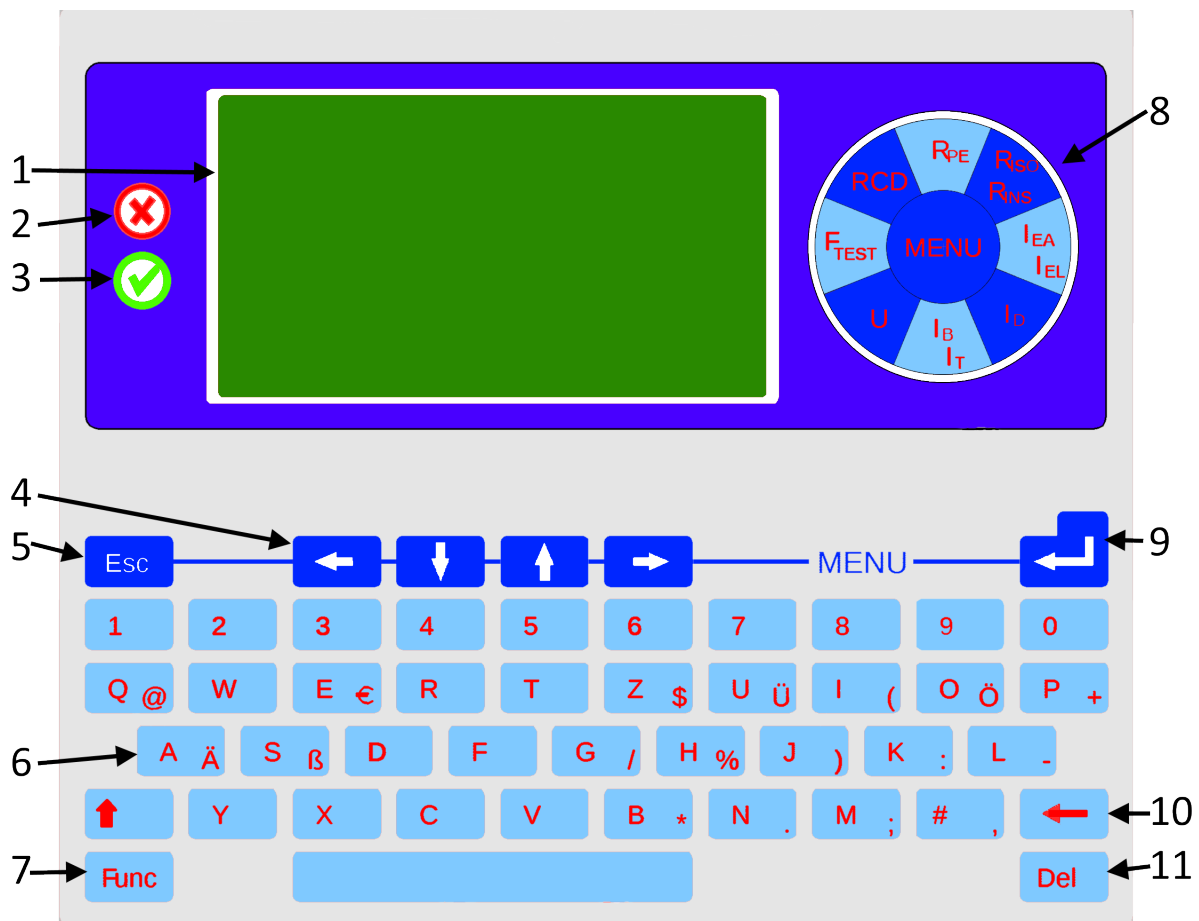 1
2
3
8
RPE
RISO
RINS
RCD
IEA
IEL
FTEST
MENU
U
ID
IB
IT
4
5
9
Esc
MENU
1 2 3 4 5 6 7 8 9 0
Q @ W E € R T Z $ U Ü I ( O Ö P +
6
A Ä S ß D F G / H % J ) K : L -
Y X C V B * N . M ; # ,
10
7
Func
Del
11